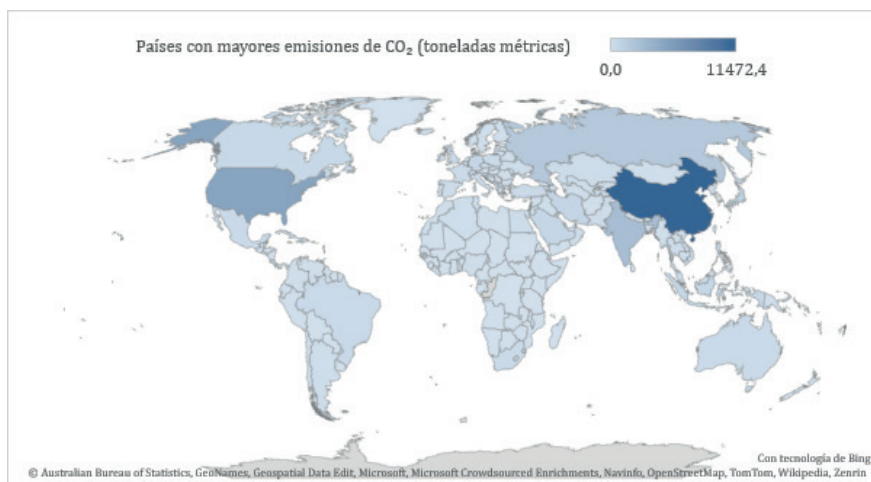 Países con mayores emisiones de CO₂ (toneladas métricas)
0,0 11472,4
Con tecnología de Bing
© Australian Bureau of Statistics, GeoNames, Geospatial Data Edit, Microsoft, Microsoft Crowdsourced Enrichments, Navinfo, OpenStreetMap, TomTom, Wikipedia, Zenrin